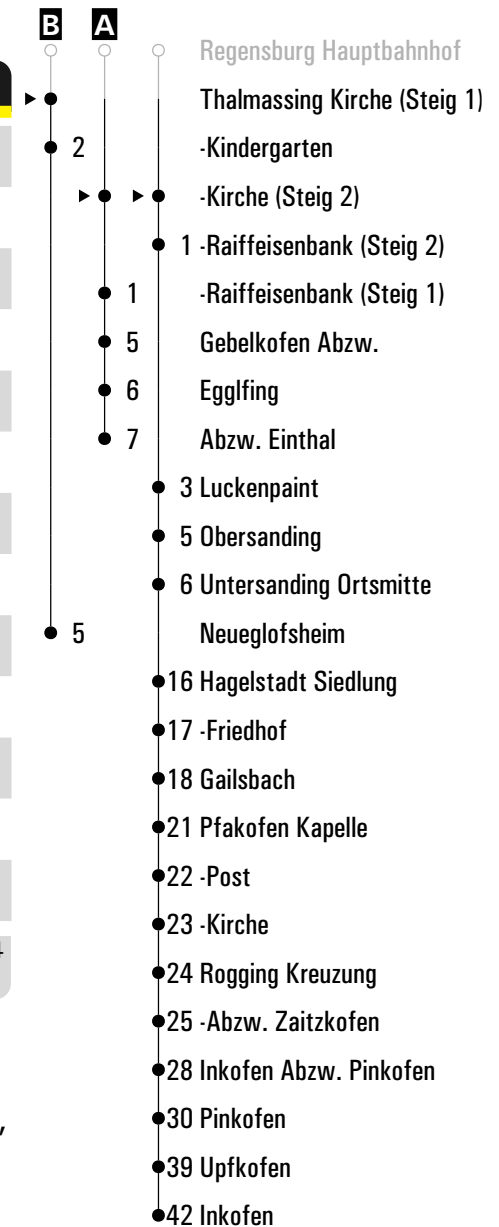 B A
Regensburg Hauptbahnhof
Thalmassing Kirche (Steig 1)
2 -Kindergarten
-Kirche (Steig 2)
1 -Raiffeisenbank (Steig 2)
1 -Raiffeisenbank (Steig 1)
5 Gebelkofen Abzw.
6 Egglfing
7 Abzw. Einthal
3 Luckenpaint
5 Obersanding
6 Untersanding Ortsmitte
5 Neueglofsheim
16 Hagelstadt Siedlung
17 -Friedhof
18 Gailsbach
21 Pfakofen Kapelle
22 -Post
23 -Kirche
24 Rogging Kreuzung
25 -Abzw. Zaitzkofen
28 Inkofen Abzw. Pinkofen
30 Pinkofen
39 Upfkofen
42 Inkofen